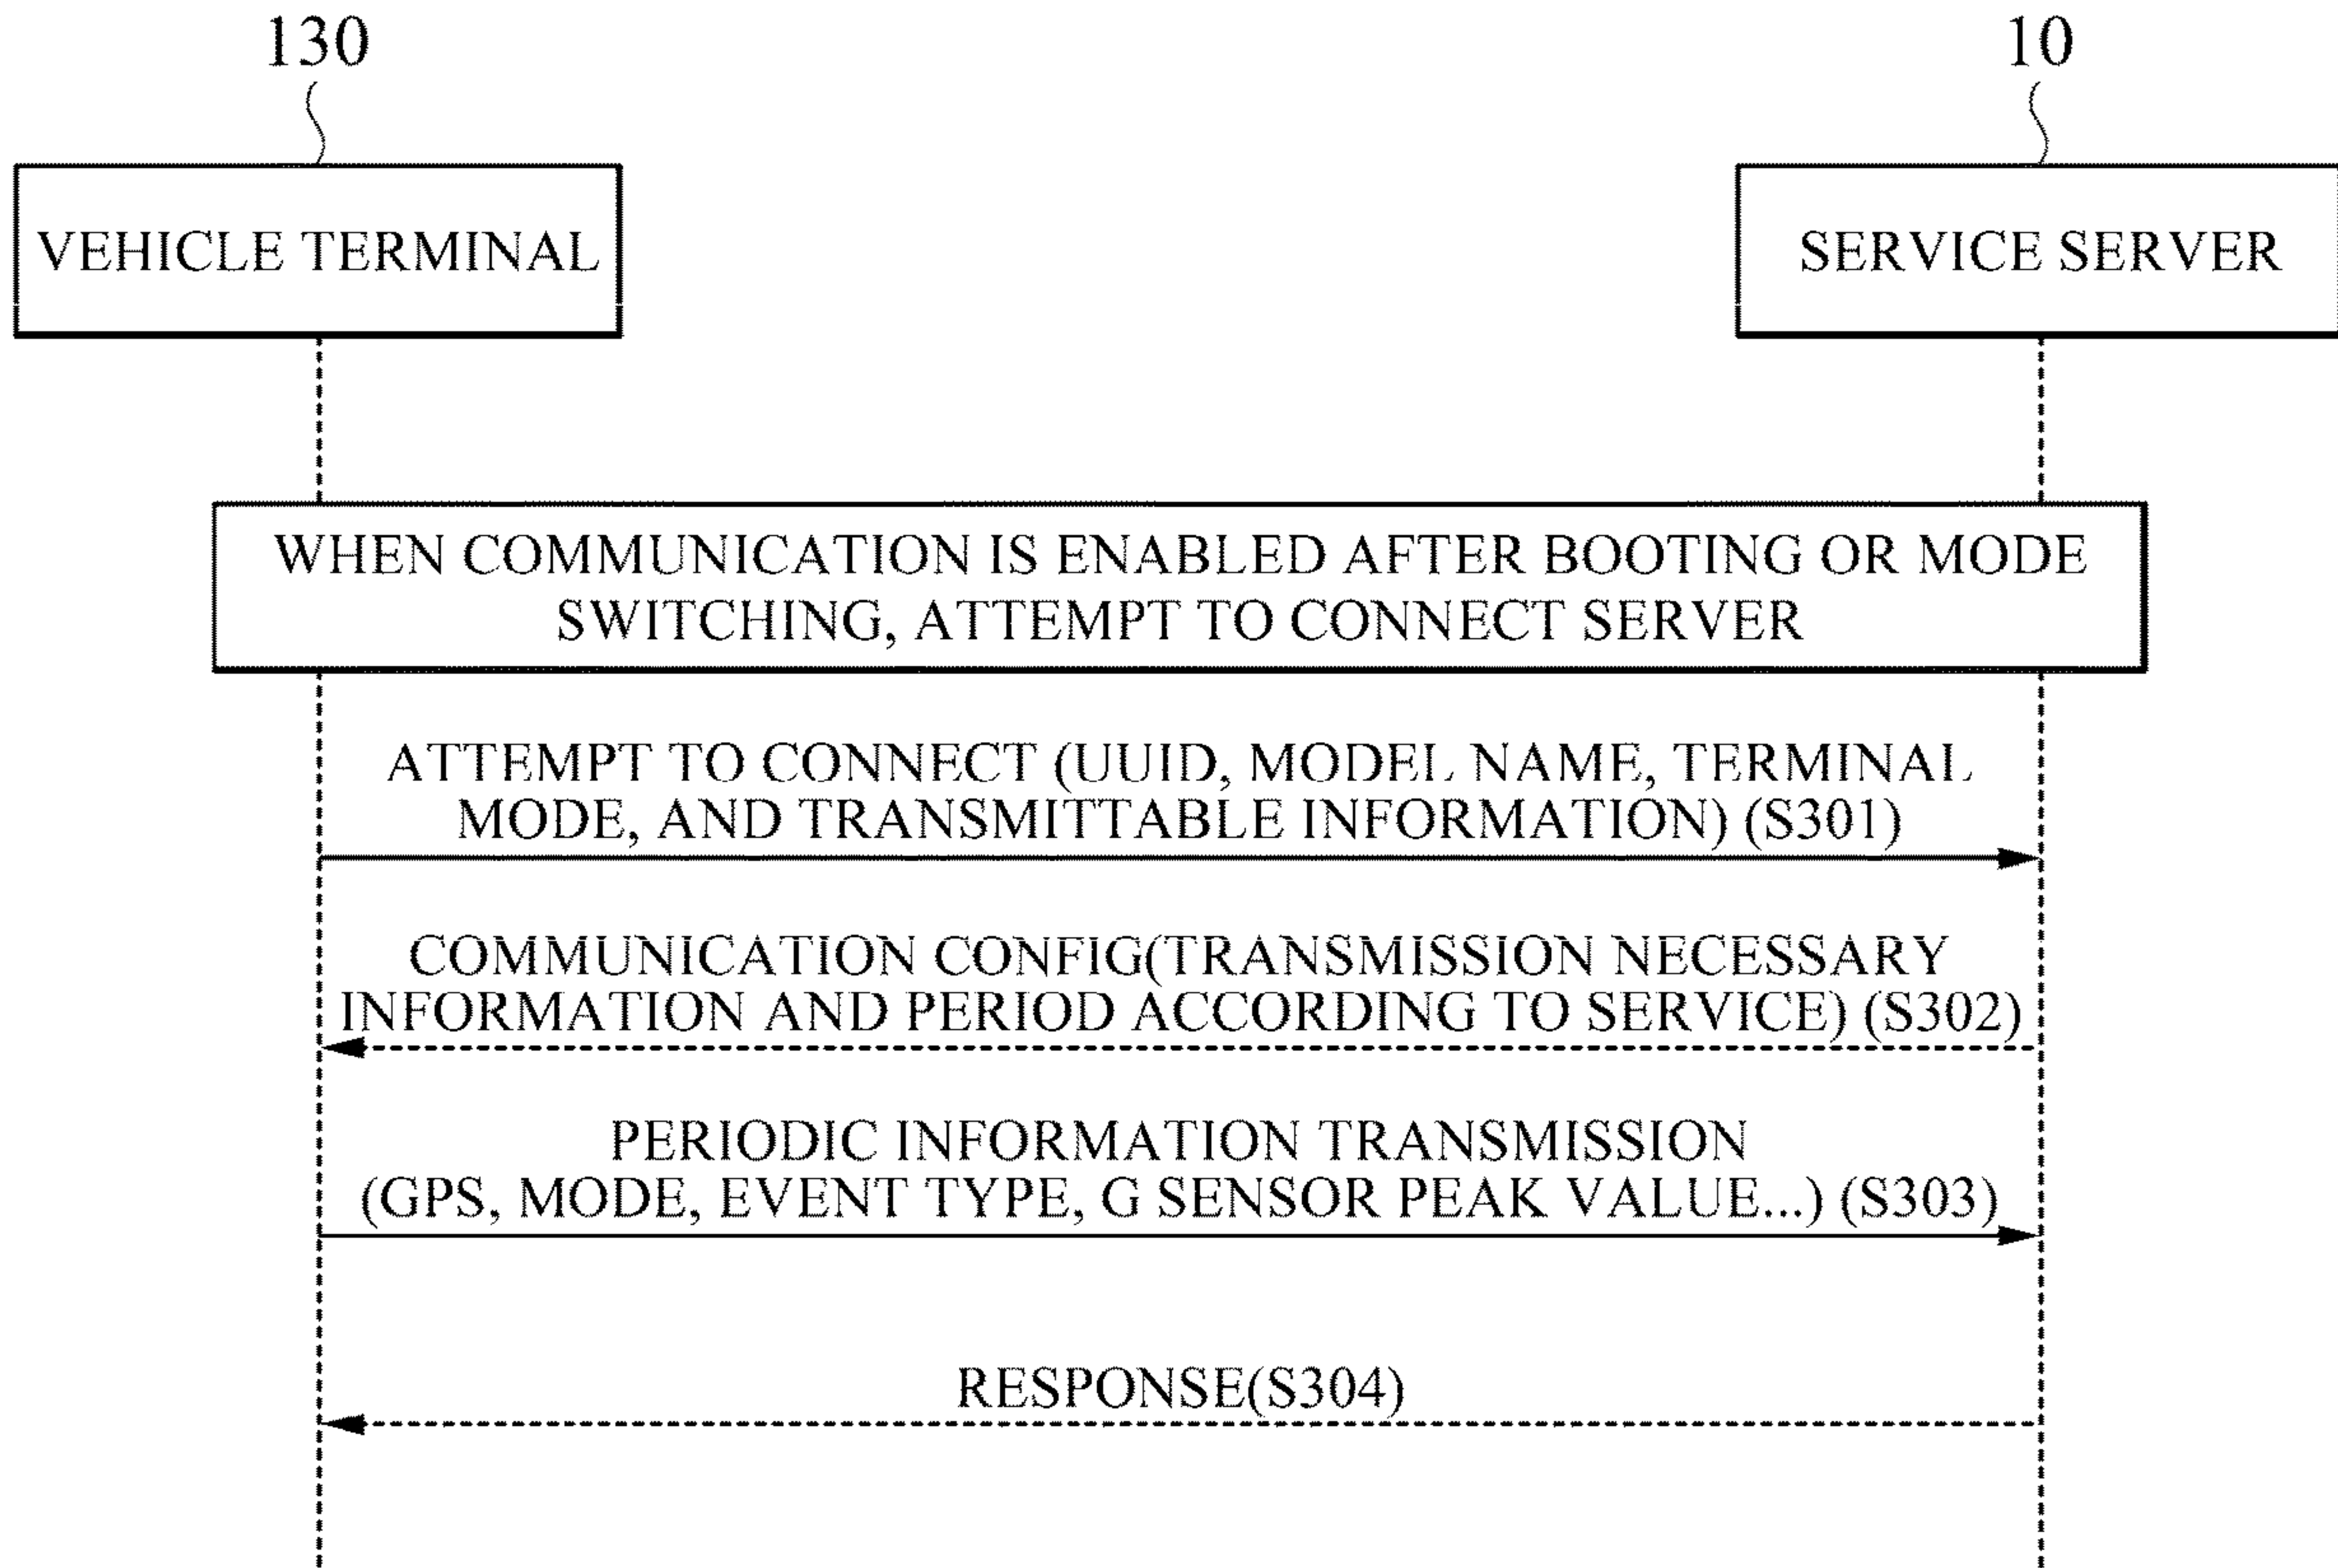 130
10
VEHICLE TERMINAL
SERVICE SERVER
WHEN COMMUNICATION IS ENABLED AFTER BOOTING OR MODE
SWITCHING, ATTEMPT TO CONNECT SERVER
ATTEMPT TO CONNECT (UUID, MODEL NAME, TERMINAL
MODE, AND TRANSMITTABLE INFORMATION) (S301)
COMMUNICATION CONFIG(TRANSMISSION NECESSARY
INFORMATION AND PERIOD ACCORDING TO SERVICE) (S302)
PERIODIC INFORMATION TRANSMISSION
(GPS, MODE, EVENT TYPE, G SENSOR PEAK VALUE...) (S303)
RESPONSE(S304)